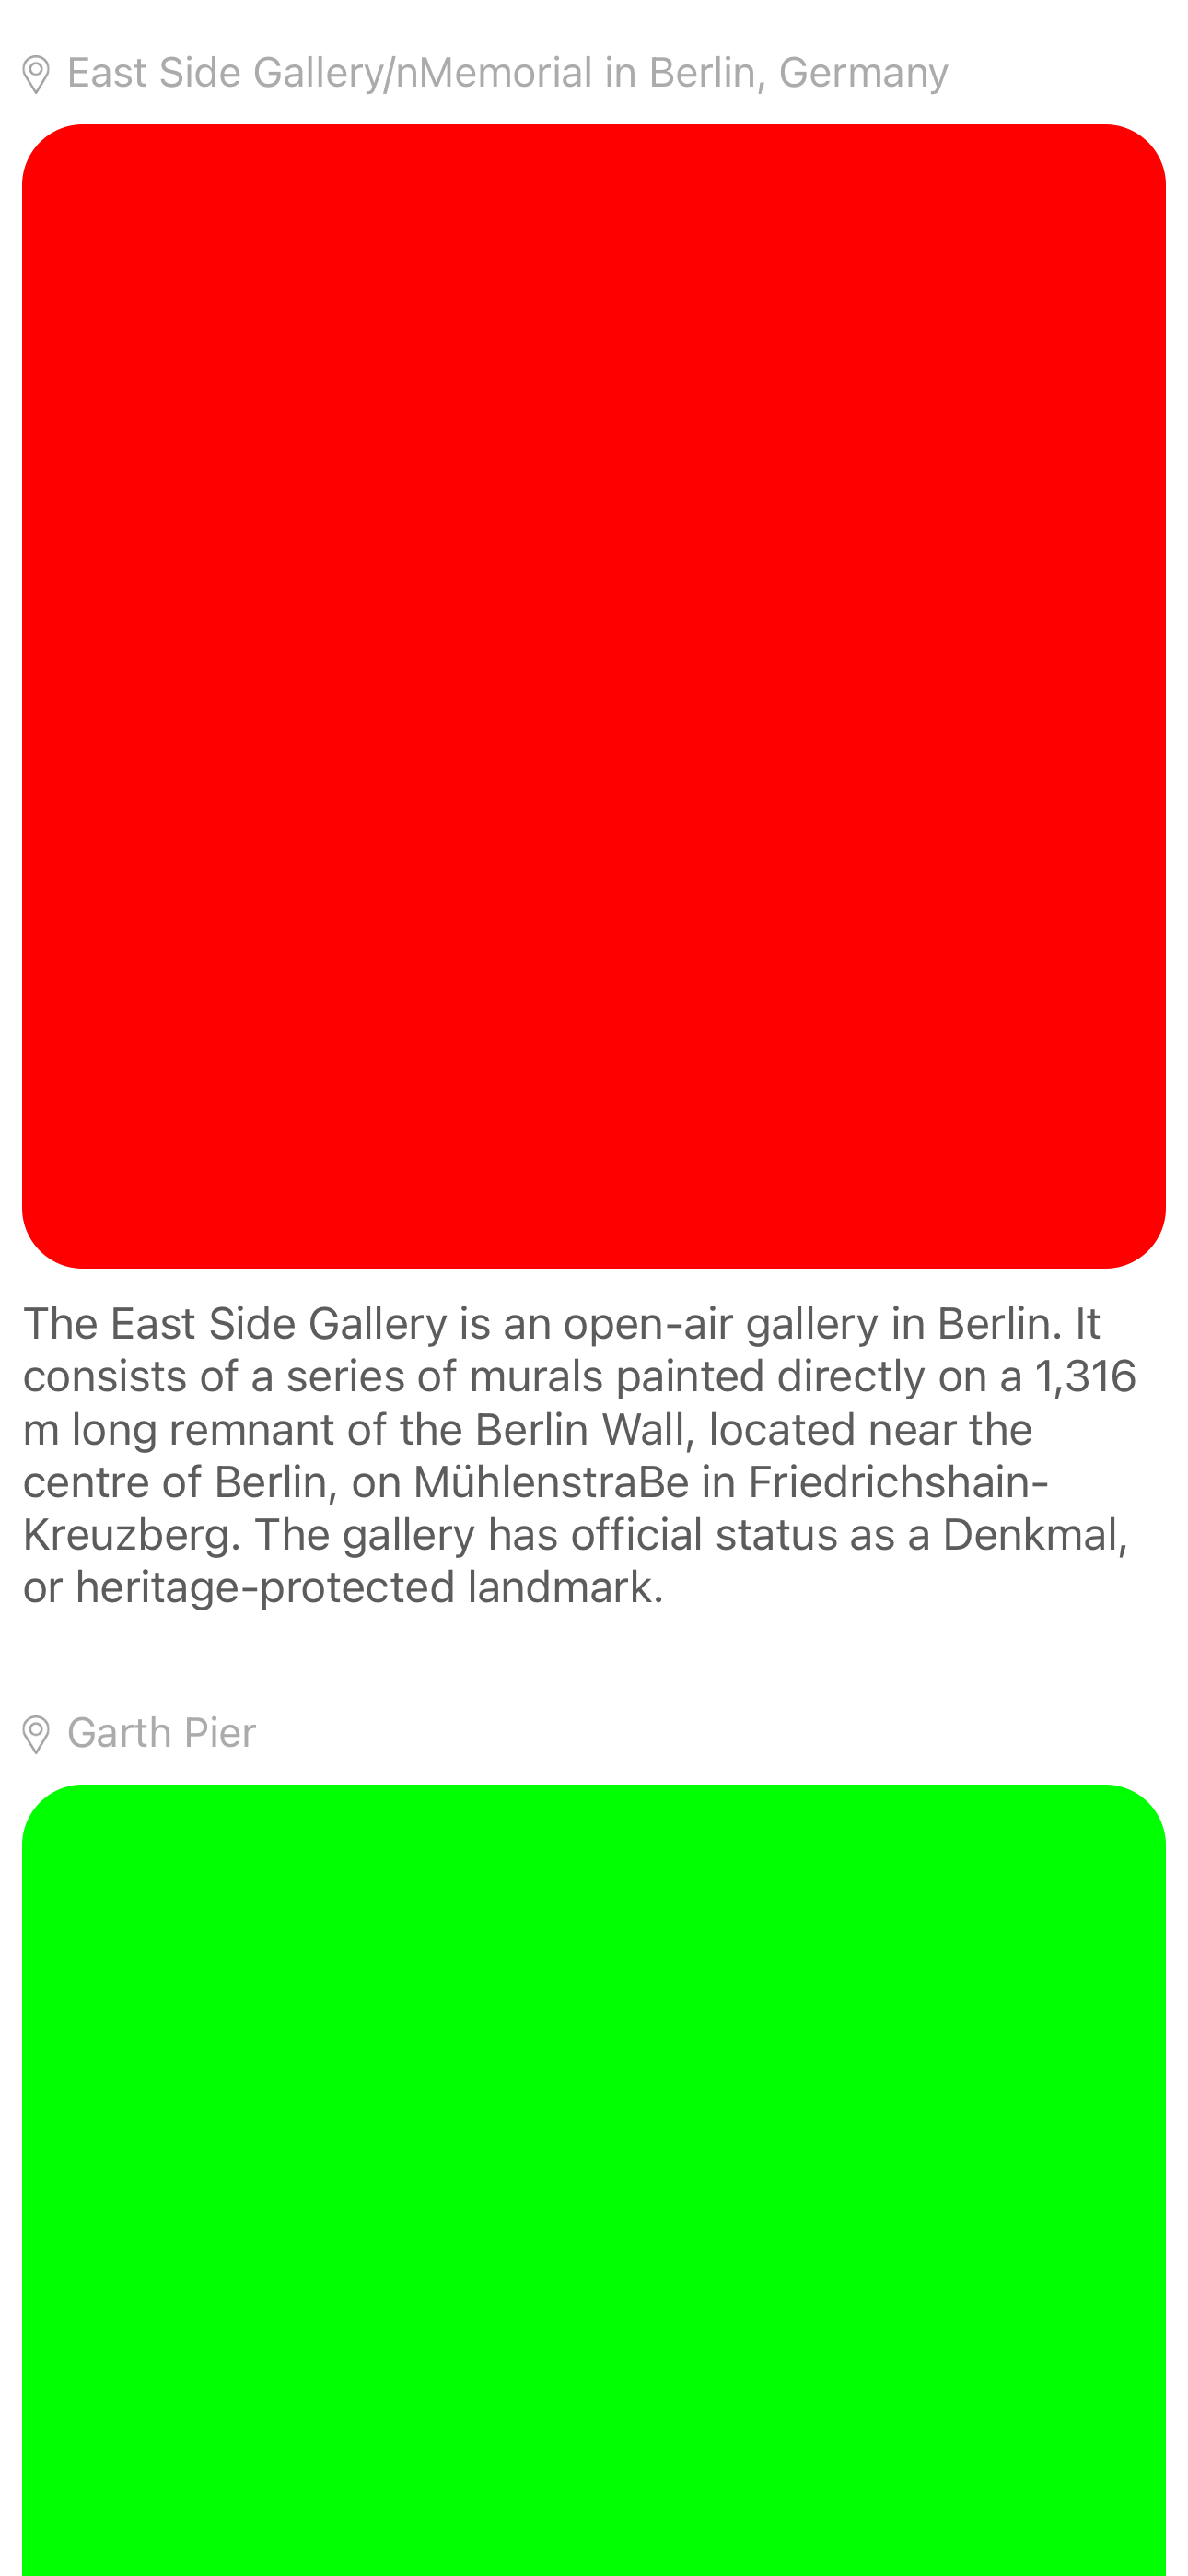 East Side Gallery/nMemorial in Berlin, Germany
The East Side Gallery is an open-air gallery in Berlin. It
consists of a series of murals painted directly on a 1,316
m long remnant of the Berlin Wall, located near the
centre of Berlin, on MühlenstraBe in Friedrichshain-
Kreuzberg. The gallery has official status as a Denkmal,
or heritage-protected landmark.
Garth Pier